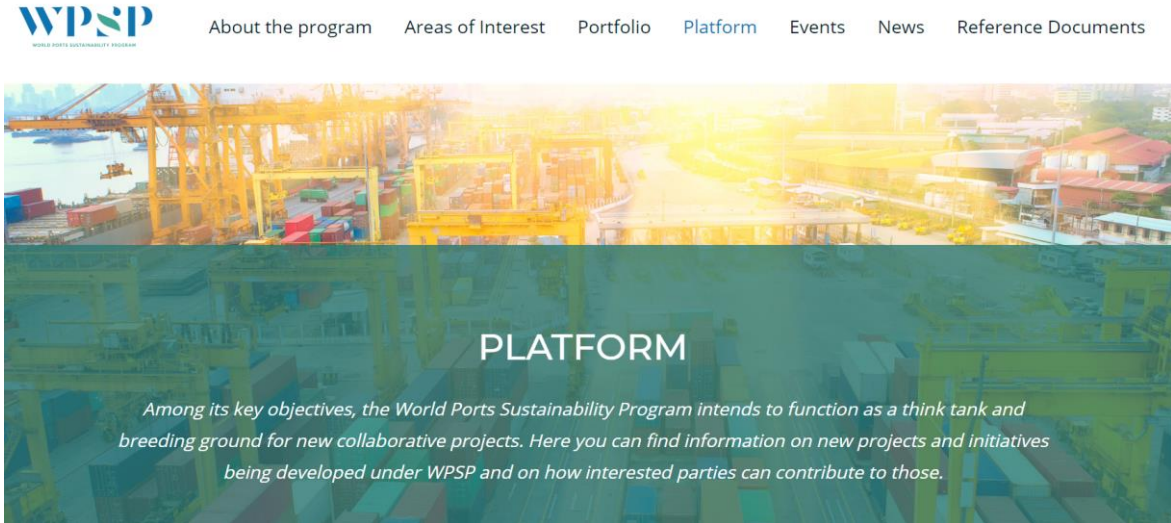 WPSP
WORLD PORTS SUSTAINABILITY PROGRAM
About the program Areas of Interest Portfolio Platform Events News Reference Documents
PLATFORM
Among its key objectives, the World Ports Sustainability Program intends to function as a think tank and
breeding ground for new collaborative projects. Here you can find information on new projects and initiatives
being developed under WPSP and on how interested parties can contribute to those.